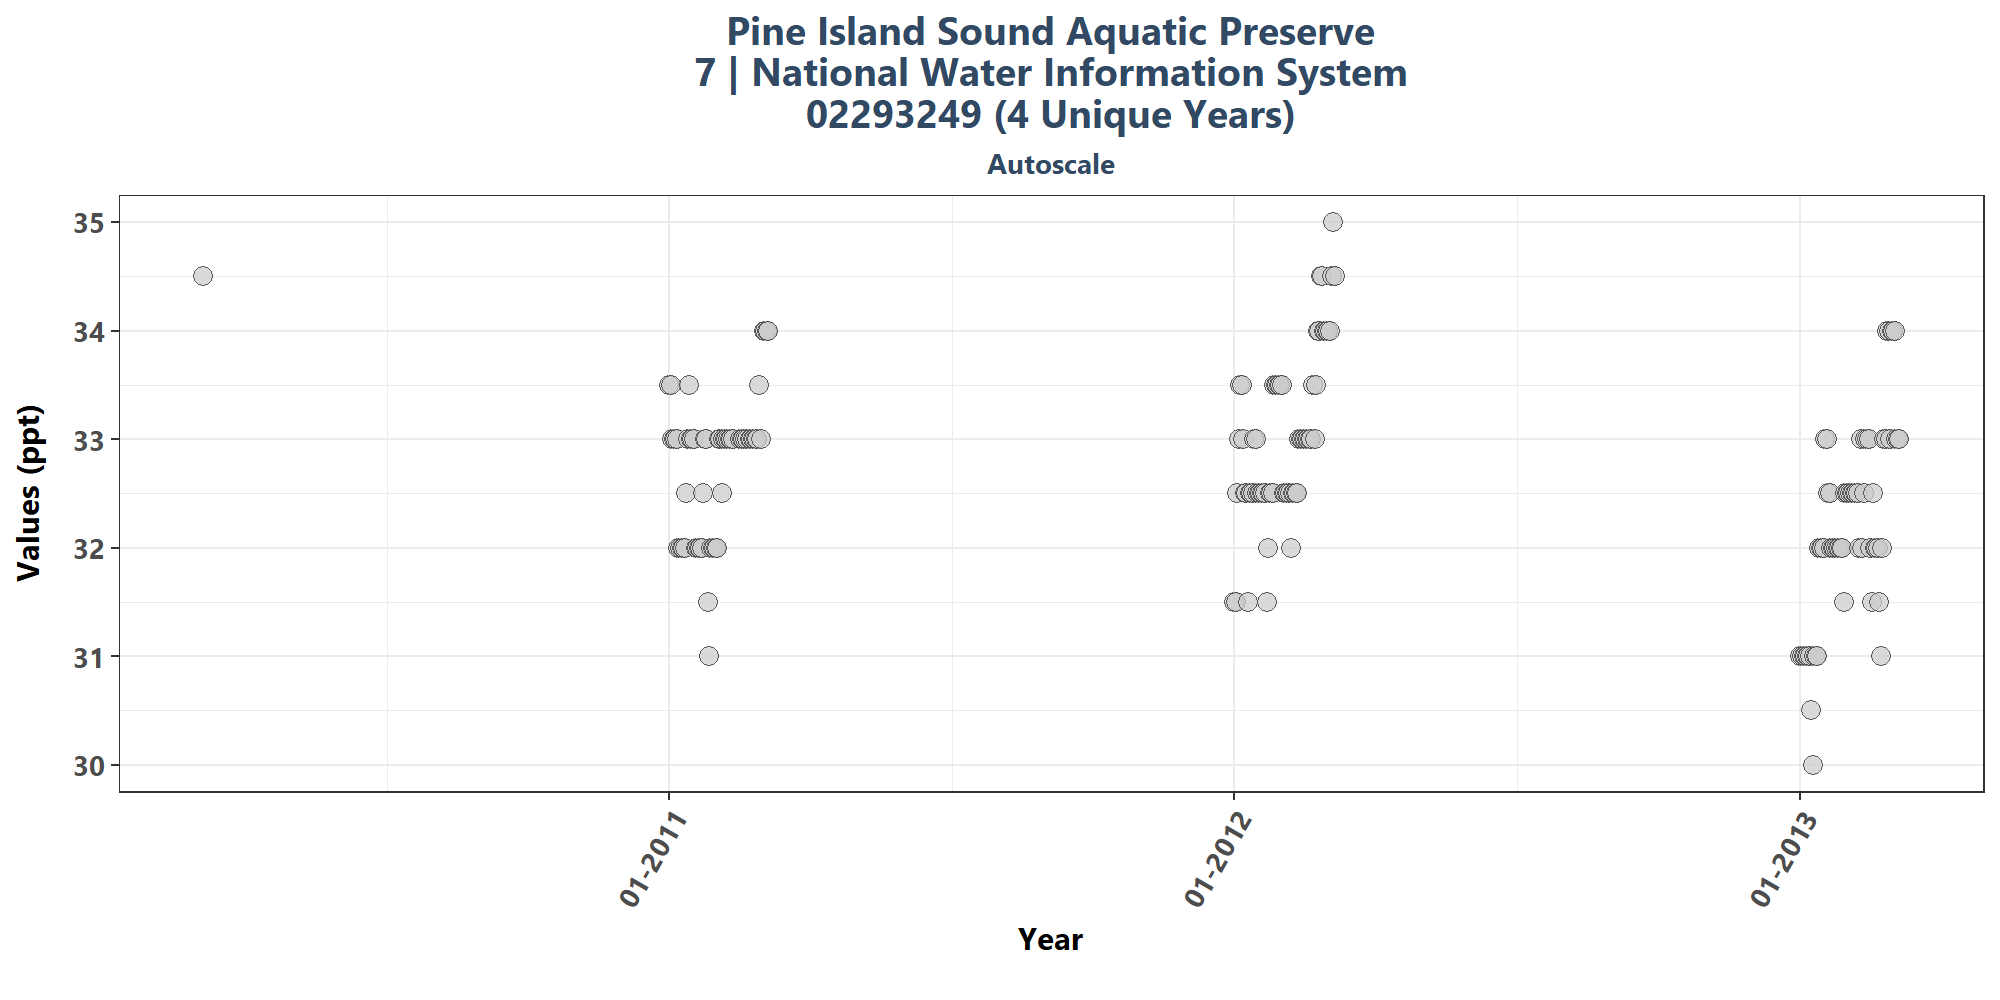 Pine Island Sound Aquatic Preserve
7 | National Water Information System
02293249 (4 Unique Years)
Autoscale
Values (ppt)
35
34
33
32
31
30
01-2011
01-2012
01-2013
Year